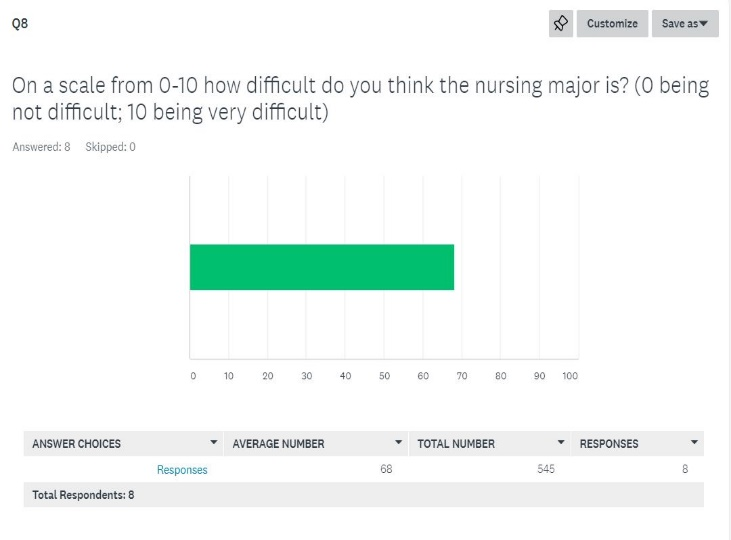 Q8
Customize
Save as
On a scale from 0-10 how difficult do you think the nursing major is? (0 being
not difficult; 10 being very difficult)
Answered: 8 Skipped: 0
0 10 20 30 40 50 60 70 80 90 100
ANSWER CHOICES AVERAGE NUMBER TOTAL NUMBER RESPONSES
Responses 68 545 8
Total Respondents: 8